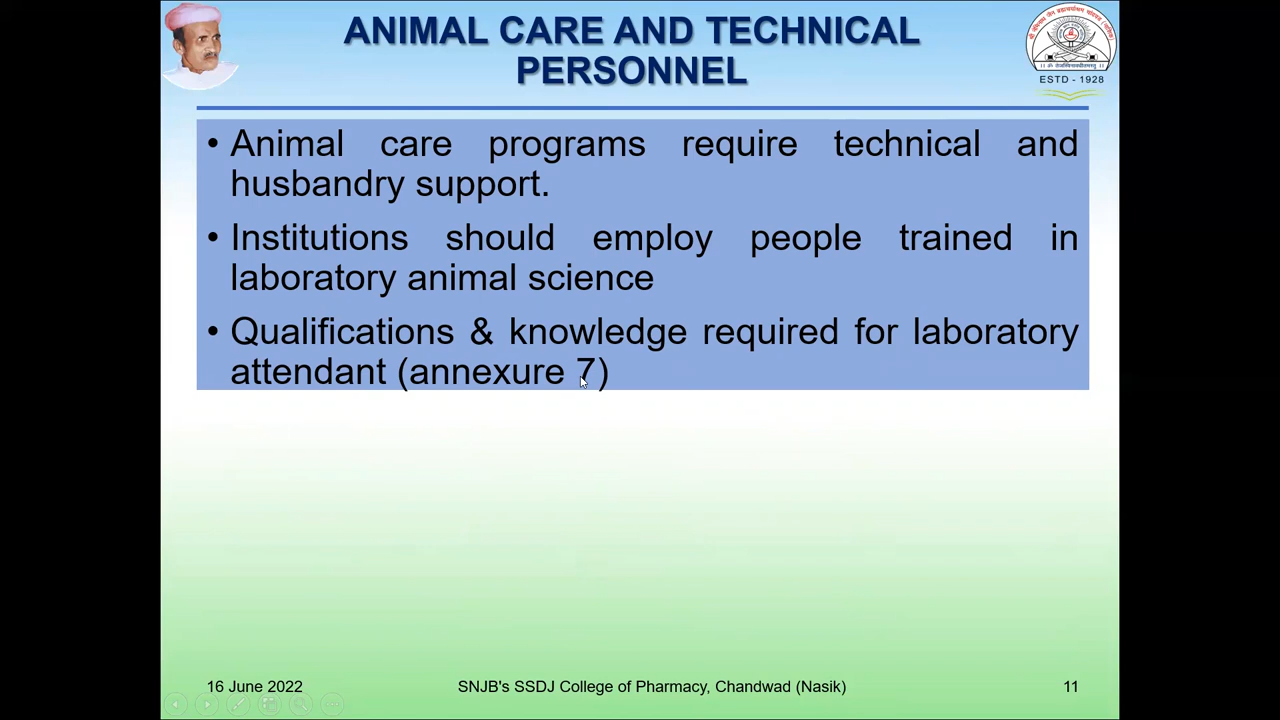 ANIMAL CARE AND TECHNICAL
PERSONNEL
ESTD - 1928
• Animal care programs require technical and
husbandry support.
• Institutions should employ people trained in
laboratory animal science
• Qualifications & knowledge required for laboratory
attendant (annexure 7)
16 June 2022
SNJB's SSDJ College of Pharmacy, Chandwad (Nasik)
11